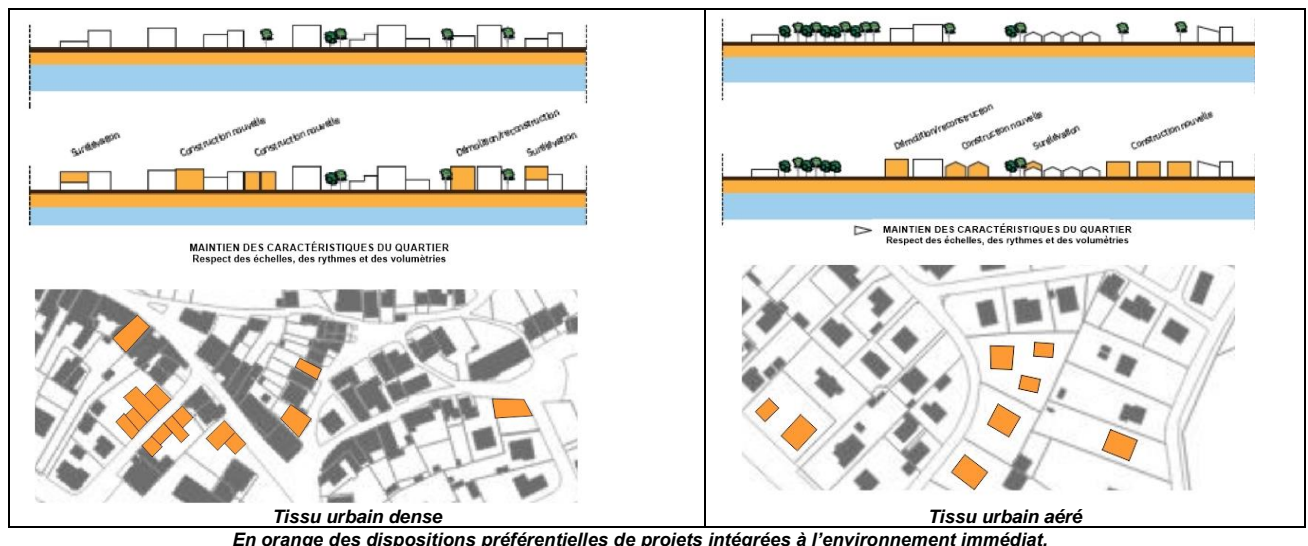 Surélévation
Construction nouvelle
Construction nouvelle
Démolition/reconstruction
Surélévation
MAINTIEN DES CARACTÉRISTIQUES DU QUARTIER
Respect des échelles, des rythmes et des volumètries
Tissu urbain dense
Démolition/reconstruction
Construction nouvelle
Surélévation
Construction nouvelle
MAINTIEN DES CARACTÉRISTIQUES DU QUARTIER
Respect des échelles, des rythmes et des volumètries
Tissu urbain aéré
En orange des dispositions préférentielles de projets intégrées à l'environnement immédiat.